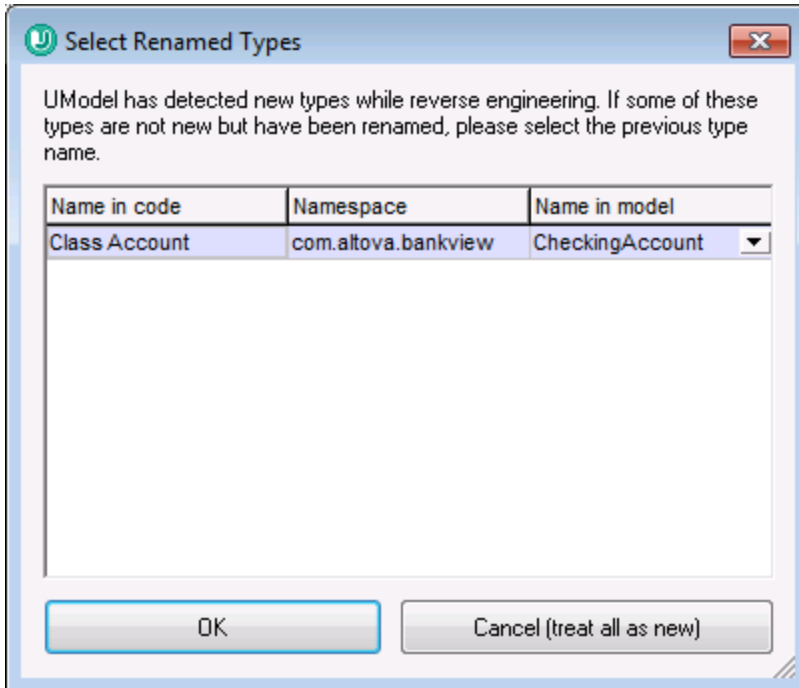 Select Renamed Types
UModel has detected new types while reverse engineering. If some of these
types are not new but have been renamed, please select the previous type
name.
Name in code Namespace Name in model
Class Account com.altova.bankview CheckingAccount
OK Cancel (treat all as new)